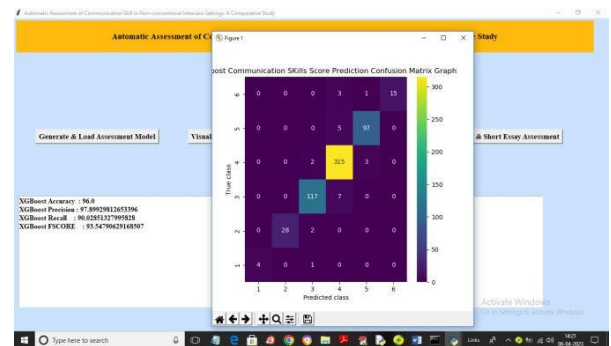 Automatic Assessment of Communication Skill in Non-conventional Interview Settings: A Comparative Study
Automatic Assessment of Co
e Study
Figure 1
oost Communication SKills Score Prediction Confusion Matrix Graph
Generate & Load Assessment Model
Visual
& Short Essay Assessment
XGBoost Accuracy : 96.0
XGBoost Precision : 97.89929812653396
XGBoost Recall : 90.02851327995828
XGBoost FSCORE : 93.54790629168507
True class
6 0 0 0 3 1 15
5 0 0 0 5 97 0
4 0 0 2 315 3 0
3 0 0 117 7 0 0
2 0 28 2 0 0 0
1 4 0 1 0 0 0
1 2 3 4 5 6
Predicted class
300
250
200
150
100
50
0
Activate Windows
Go to Settings to activate Windows.
Type here to search
Links
14:21